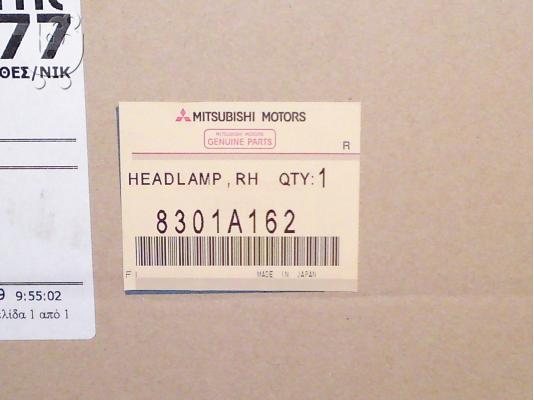 77
ΘΕΣ/ΝΙΚ
9:55:02
λίδα 1 από 1
MITSUBISHI MOTORS
MITSUBISHI MOTORS
GENUINE PARTS
R
HEADLAMP, RH QTY:1
8301A162
F
MADE IN JAPAN